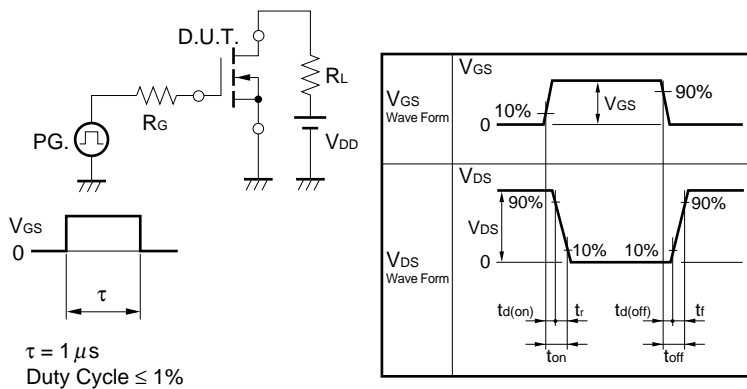 D.U.T.
RL
RG
PG.
VDD
VGS
0
τ
τ = 1 μs
Duty Cycle ≤ 1%
VGS
Wave Form
VGS
10%
VGS
90%
0
VDS
Wave Form
VDS
90%
VDS
10%
10%
90%
0
td(on)
tr
td(off)
tf
ton
toff